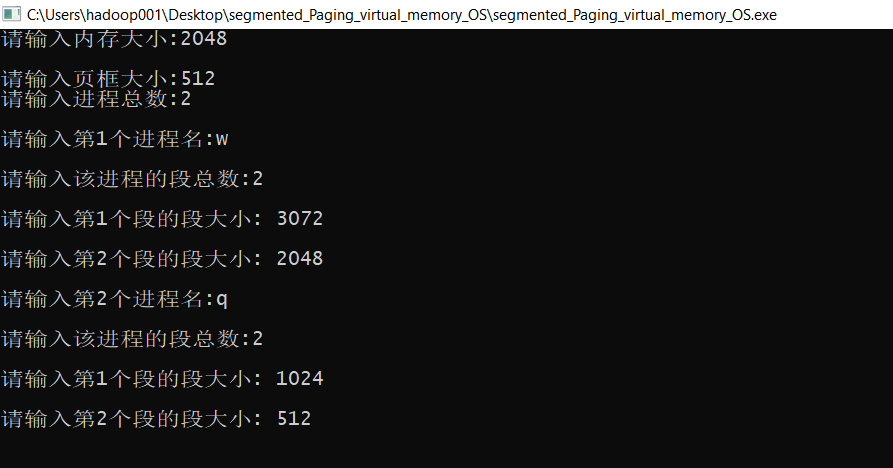 C:\Users\hadoop001\Desktop\segmented_Paging_virtual_memory_OS\segmented_Paging_virtual_memory_OS.exe
请输入内存大小:2048
请输入页框大小:512
请输入进程总数:2
请输入第1个进程名:w
请输入该进程的段总数:2
请输入第1个段的段大小: 3072
请输入第2个段的段大小: 2048
请输入第2个进程名:q
请输入该进程的段总数:2
请输入第1个段的段大小: 1024
请输入第2个段的段大小: 512